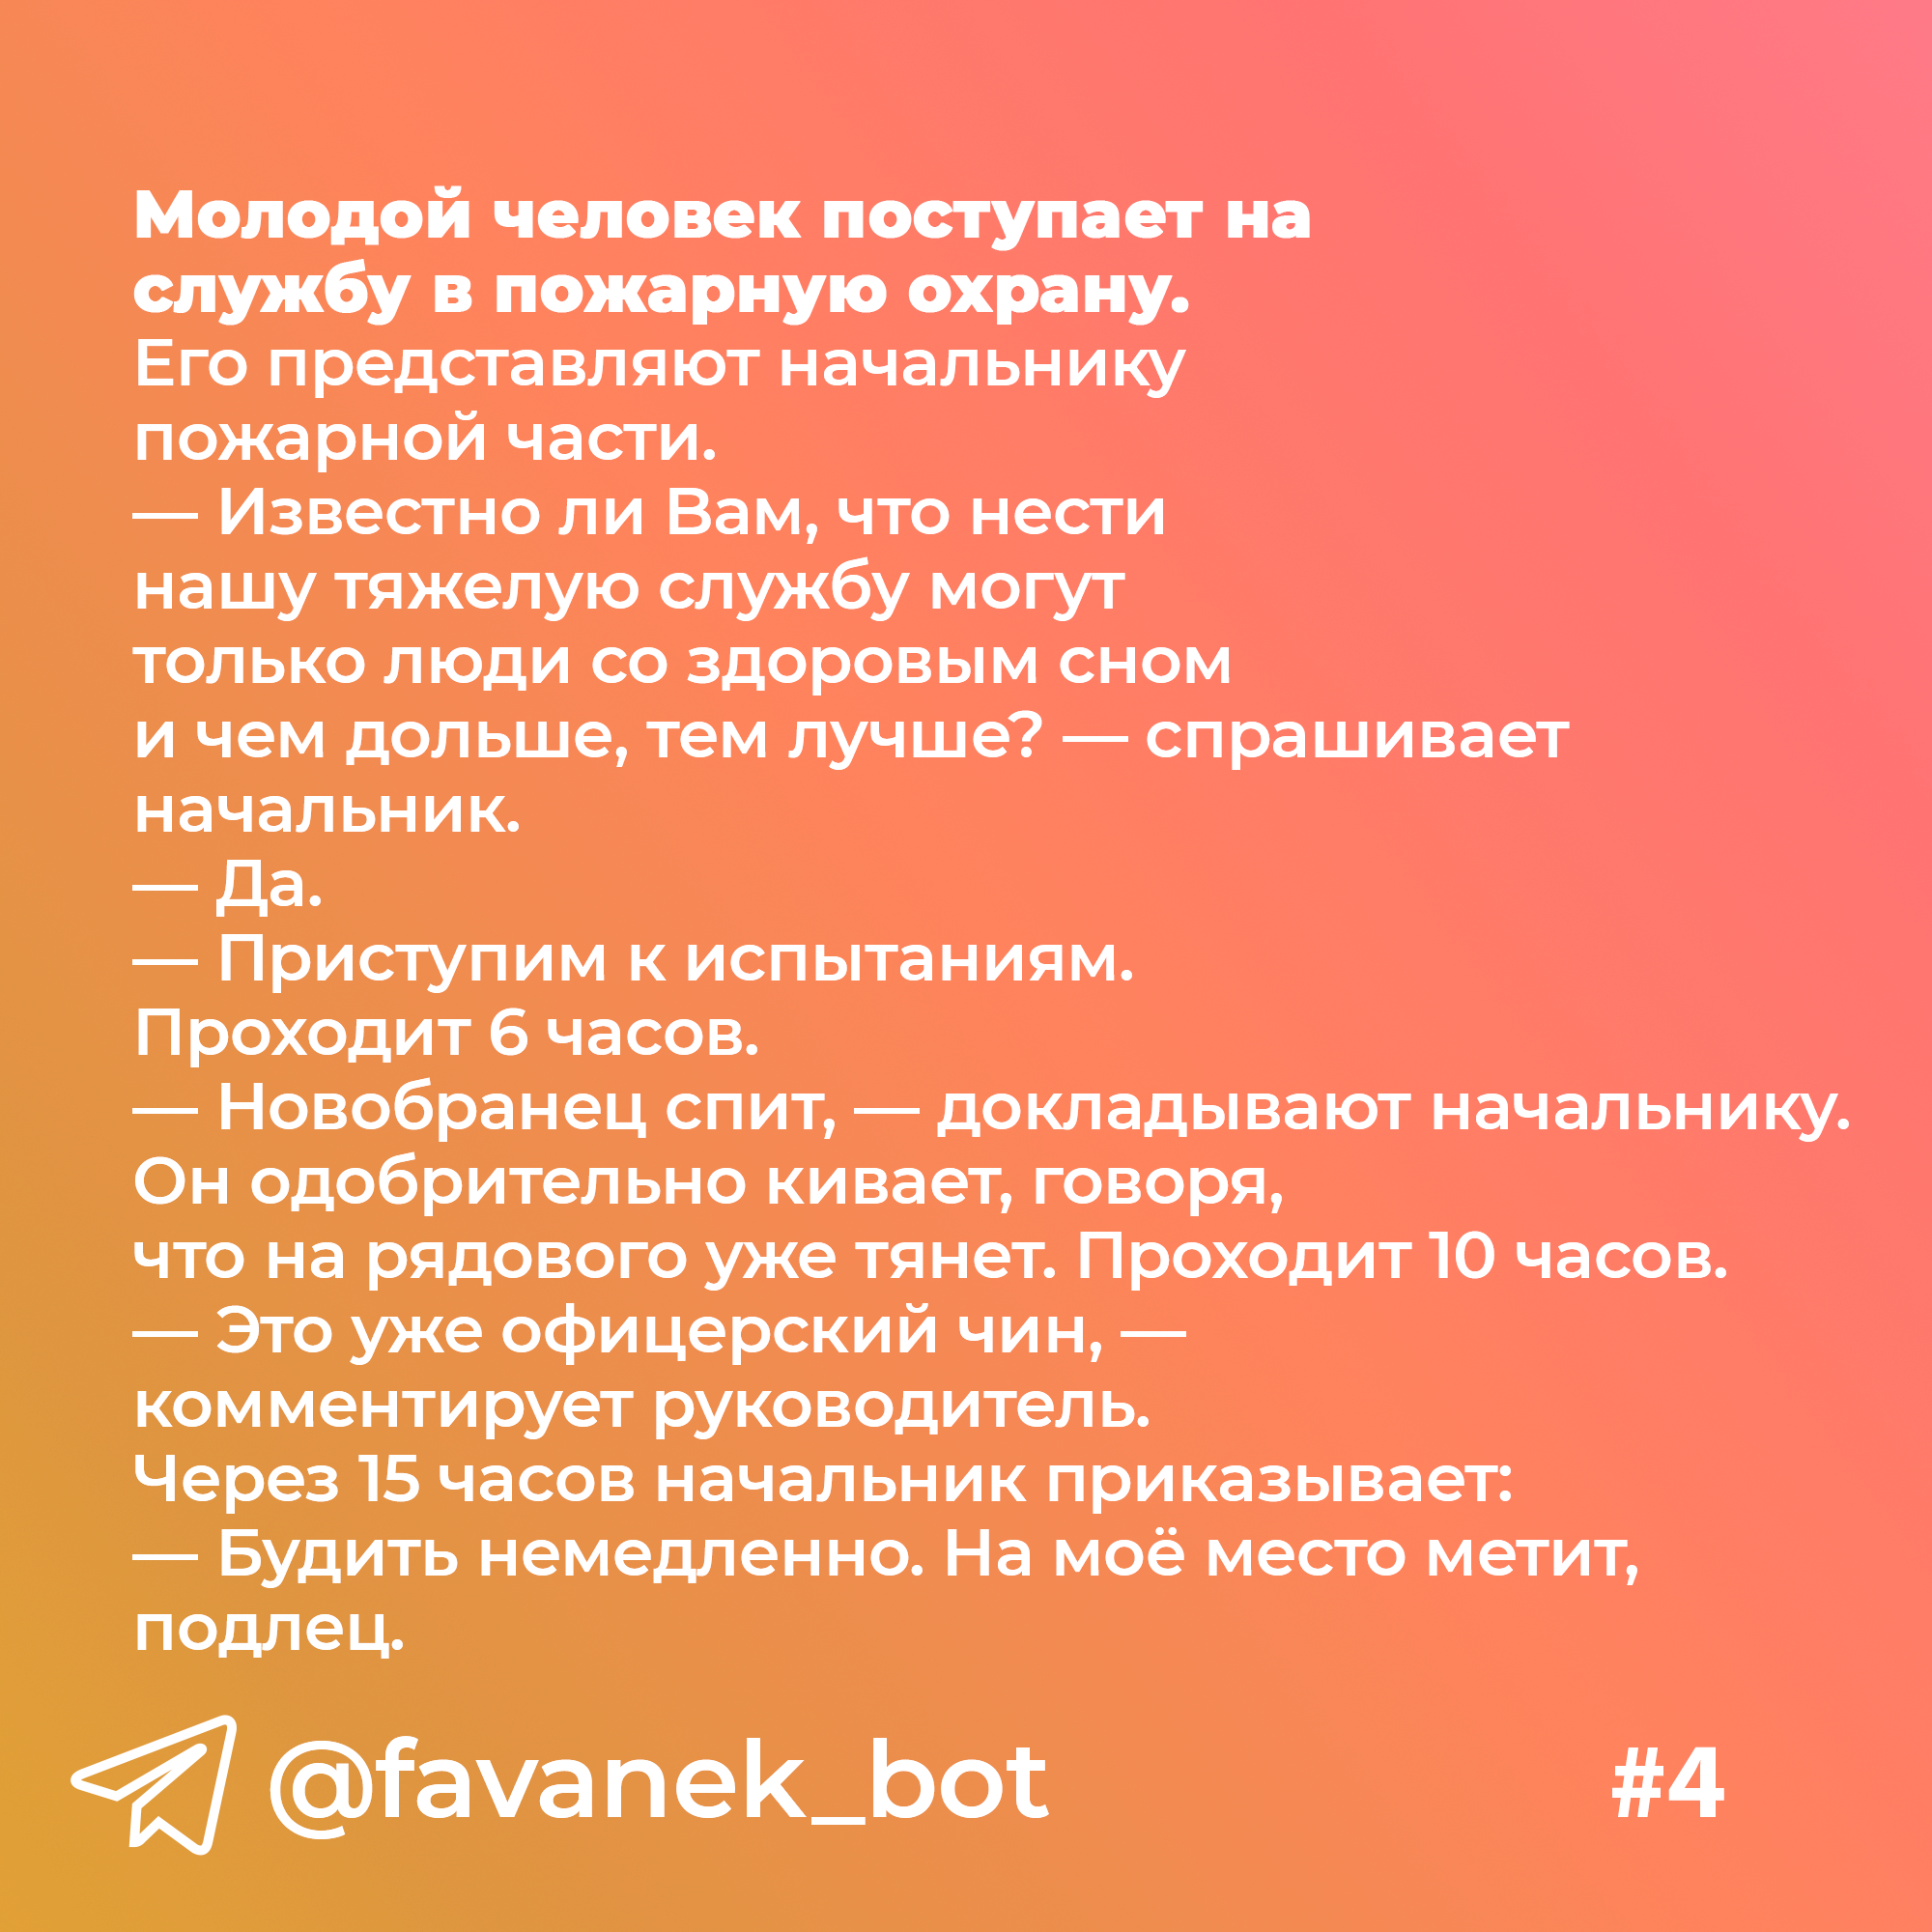 Молодой человек поступает на
службу в пожарную охрану.
Его представляют начальнику
пожарной части.
— Известно ли Вам, что нести
нашу тяжелую службу могут
только люди со здоровым сном
и чем дольше, тем лучше? — спрашивает
начальник.
— Да.
— Приступим к испытаниям.
Проходит 6 часов.
— Новобранец спит, — докладывают начальнику.
Он одобрительно кивает, говоря,
что на рядового уже тянет. Проходит 10 часов.
— Это уже офицерский чин, —
комментирует руководитель.
Через 15 часов начальник приказывает:
— Будить немедленно. На моё место метит,
подлец.
@favanek_bot #4